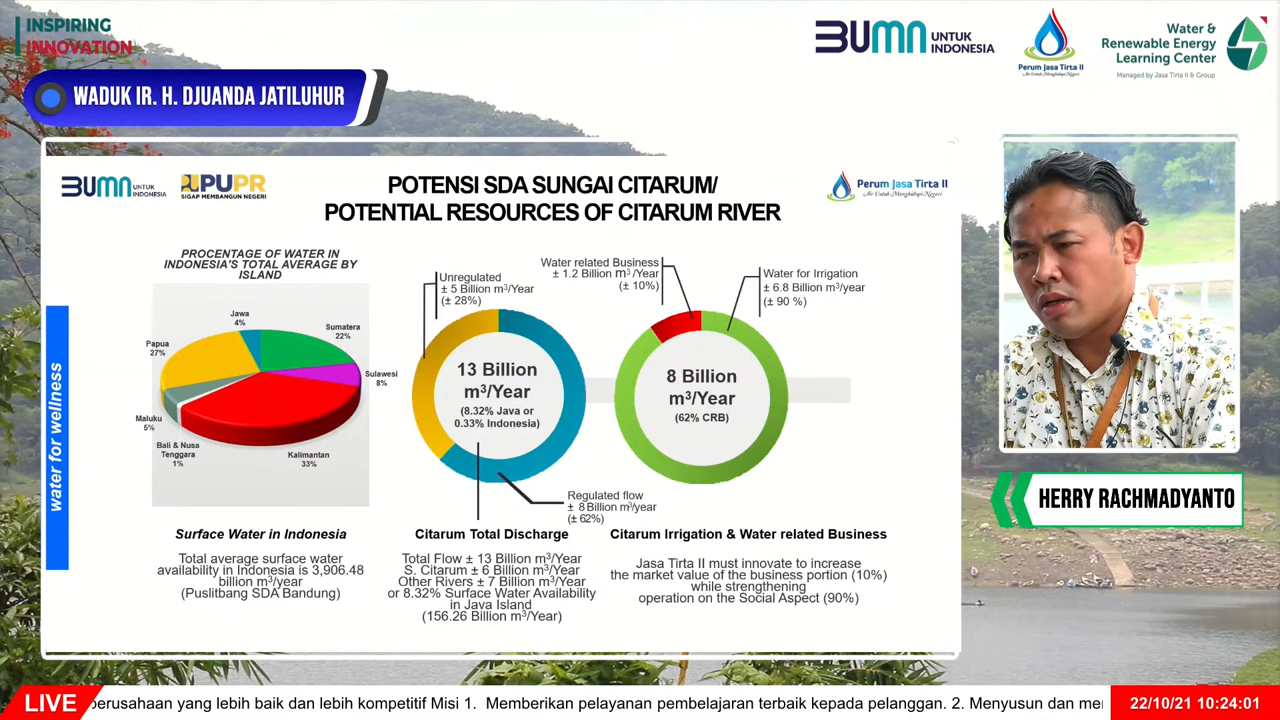 INSPIRING
INNOVATION
BUMN UNTUK
INDONESIA
Perum Jasa Tirta II
Air Untuk Menghidupi Negeri
Water &
Renewable Energy
Learning Center
Managed by Jasa Tirta II & Group
WADUK IR. H. DJUANDA JATILUHUR
BUMN UNTUK
INDONESIA
PUPR
SIGAP MEMBANGUN NEGERI
POTENSI SDA SUNGAI CITARUM/
POTENTIAL RESOURCES OF CITARUM RIVER
Perum Jasa Tirta II
Air Untuk Menghidupi Negeri
water for wellness
PROCENTAGE OF WATER IN
INDONESIA'S TOTAL AVERAGE BY
ISLAND
Jawa
4%
Sumatera
22%
Papua
27%
Sulawesi
8%
Maluku
5%
Bali & Nusa
Tenggara
1%
Kalimantan
33%
Surface Water in Indonesia
Total average surface water
availability in Indonesia is 3,906.48
billion m³/year
(Puslitbang SDA Bandung)
Unregulated
± 5 Billion m³/Year
(± 28%)
13 Billion
m³/Year
(8.32% Java or
0.33% Indonesia)
Regulated flow
± 8 Billion m³/year
(± 62%)
Citarum Total Discharge
Total Flow ± 13 Billion m³/Year
S. Citarum ± 6 Billion m³/Year
Other Rivers ± 7 Billion m³/Year
or 8.32% Surface Water Availability
in Java Island
(156.26 Billion m³/Year)
Water related Business
± 1.2 Billion m³/Year
(± 10%)
Water for Irrigation
± 6.8 Billion m³/year
(± 90 %)
8 Billion
m³/Year
(62% CRB)
Citarum Irrigation & Water related Business
Jasa Tirta II must innovate to increase
the market value of the business portion (10%)
while strengthening
operation on the Social Aspect (90%)
HERRY RACHMADYANTO
LIVE
perusahaan yang lebih baik dan lebih kompetitif Misi 1. Memberikan pelayanan pembelajaran terbaik kepada pelanggan. 2. Menyusun dan me
22/10/21 10:24:01